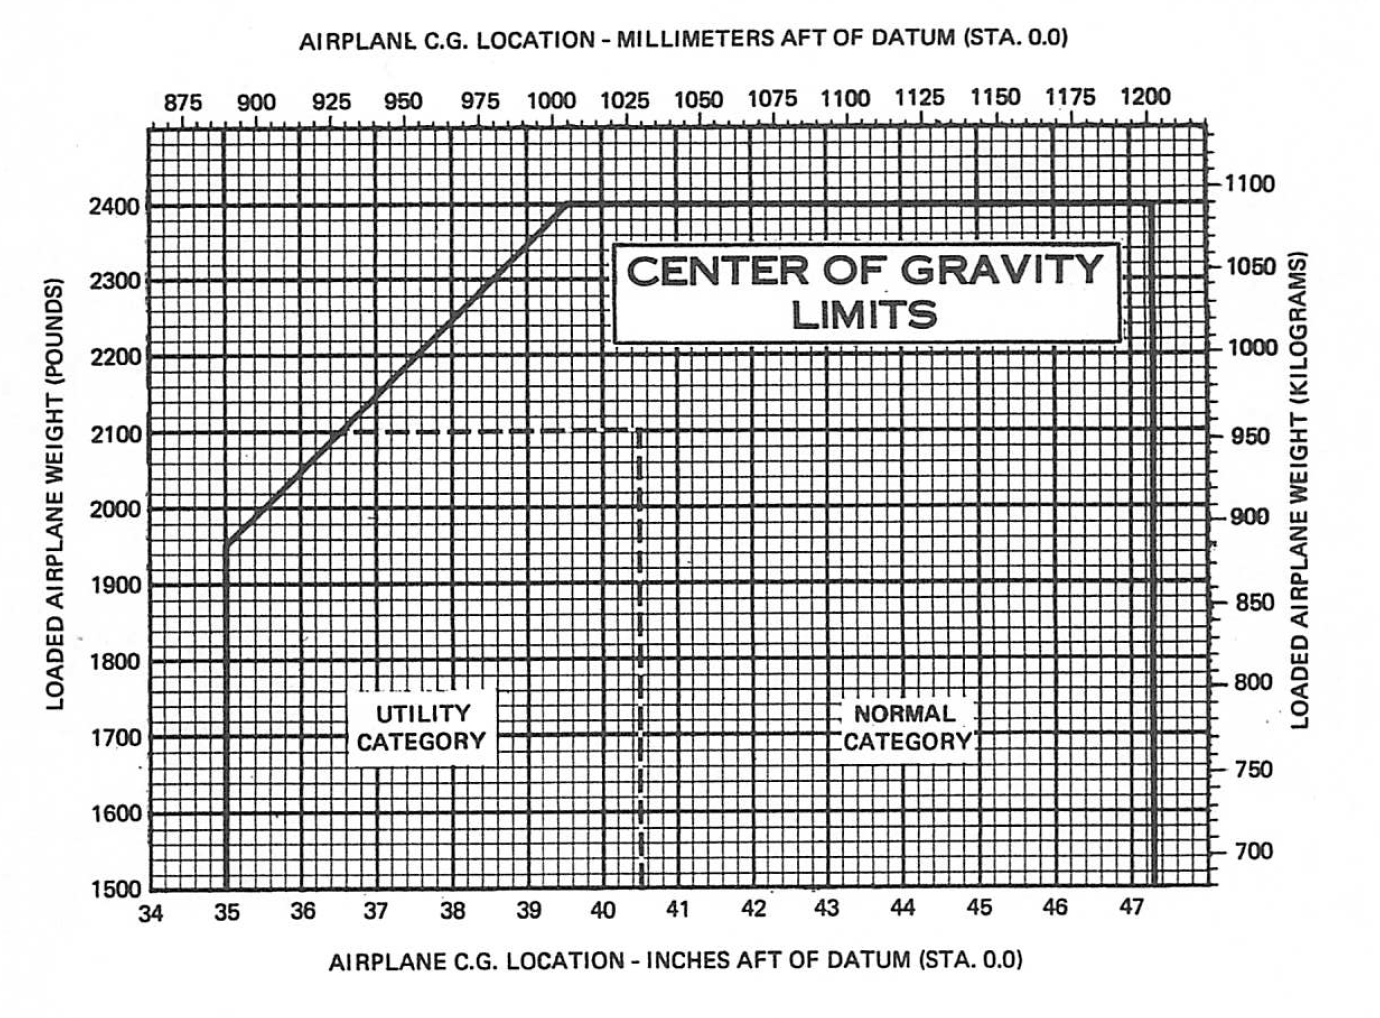 AIRPLANE C.G. LOCATION - MILLIMETERS AFT OF DATUM (STA. 0.0)
875 900 925 950 975 1000 1025 1050 1075 1100 1125 1150 1175 1200
LOADED AIRPLANE WEIGHT (POUNDS)
2400
2300
2200
2100
2000
1900
1800
1700
1600
1500
CENTER OF GRAVITY
LIMITS
UTILITY
CATEGORY
NORMAL
CATEGORY
1100
1050
1000
950
900
850
800
750
700
LOADED AIRPLANE WEIGHT (KILOGRAMS)
34 35 36 37 38 39 40 41 42 43 44 45 46 47
AIRPLANE C.G. LOCATION - INCHES AFT OF DATUM (STA. 0.0)